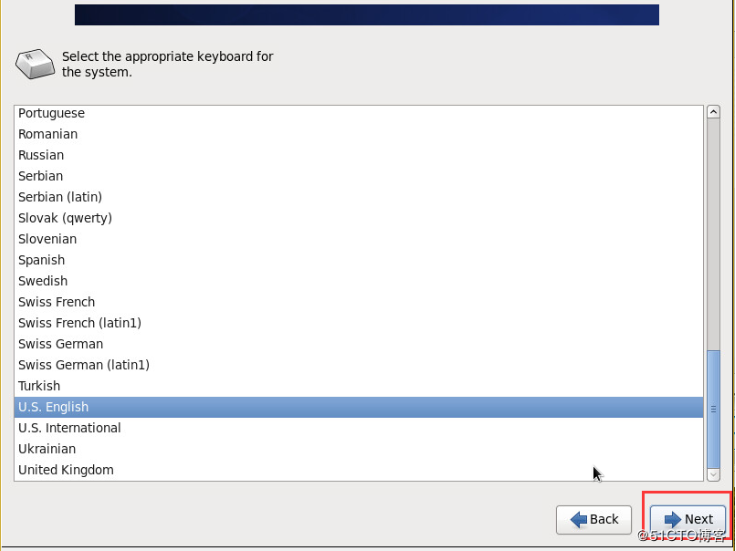 Select the appropriate keyboard for
the system.
Portuguese
Romanian
Russian
Serbian
Serbian (latin)
Slovak (qwerty)
Slovenian
Spanish
Swedish
Swiss French
Swiss French (latin1)
Swiss German
Swiss German (latin1)
Turkish
U.S. English
U.S. International
Ukrainian
United Kingdom
Back
Next
@51CTO博客